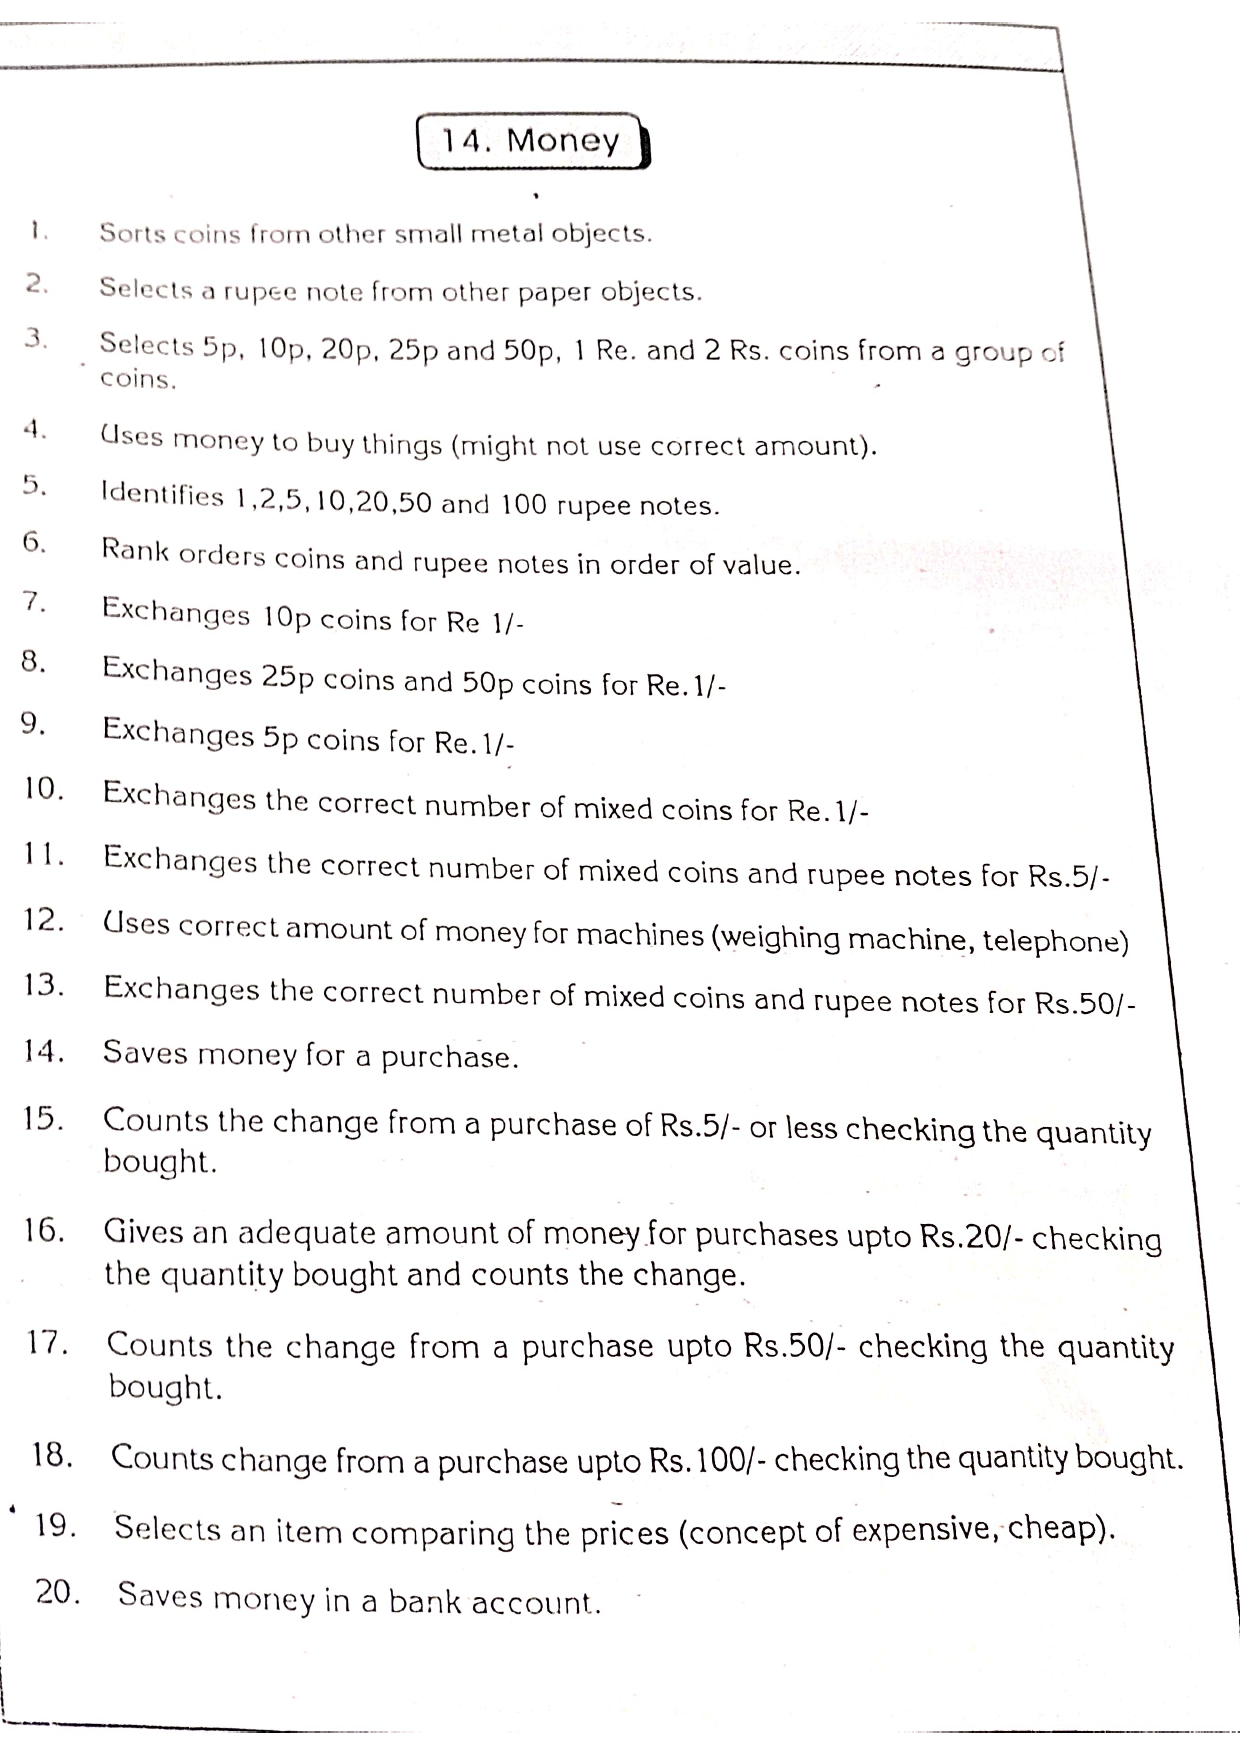 14. Money
1. Sorts coins from other small metal objects.
2. Selects a rupee note from other paper objects.
3. Selects 5p, 10p, 20p, 25p and 50p, 1 Re. and 2 Rs. coins from a group of
coins.
4. Uses money to buy things (might not use correct amount).
5. Identifies 1,2,5,10,20,50 and 100 rupee notes.
6. Rank orders coins and rupee notes in order of value.
7. Exchanges 10p coins for Re 1/-
8. Exchanges 25p coins and 50p coins for Re.1/-
9. Exchanges 5p coins for Re.1/-
10. Exchanges the correct number of mixed coins for Re.1/-
11. Exchanges the correct number of mixed coins and rupee notes for Rs.5/-
12. Uses correct amount of money for machines (weighing machine, telephone)
13. Exchanges the correct number of mixed coins and rupee notes for Rs.50/-
14. Saves money for a purchase.
15. Counts the change from a purchase of Rs.5/- or less checking the quantity
bought.
16. Gives an adequate amount of money for purchases upto Rs.20/- checking
the quantity bought and counts the change.
17. Counts the change from a purchase upto Rs.50/- checking the quantity
bought.
18. Counts change from a purchase upto Rs.100/- checking the quantity bought.
19. Selects an item comparing the prices (concept of expensive, cheap).
20. Saves money in a bank account.